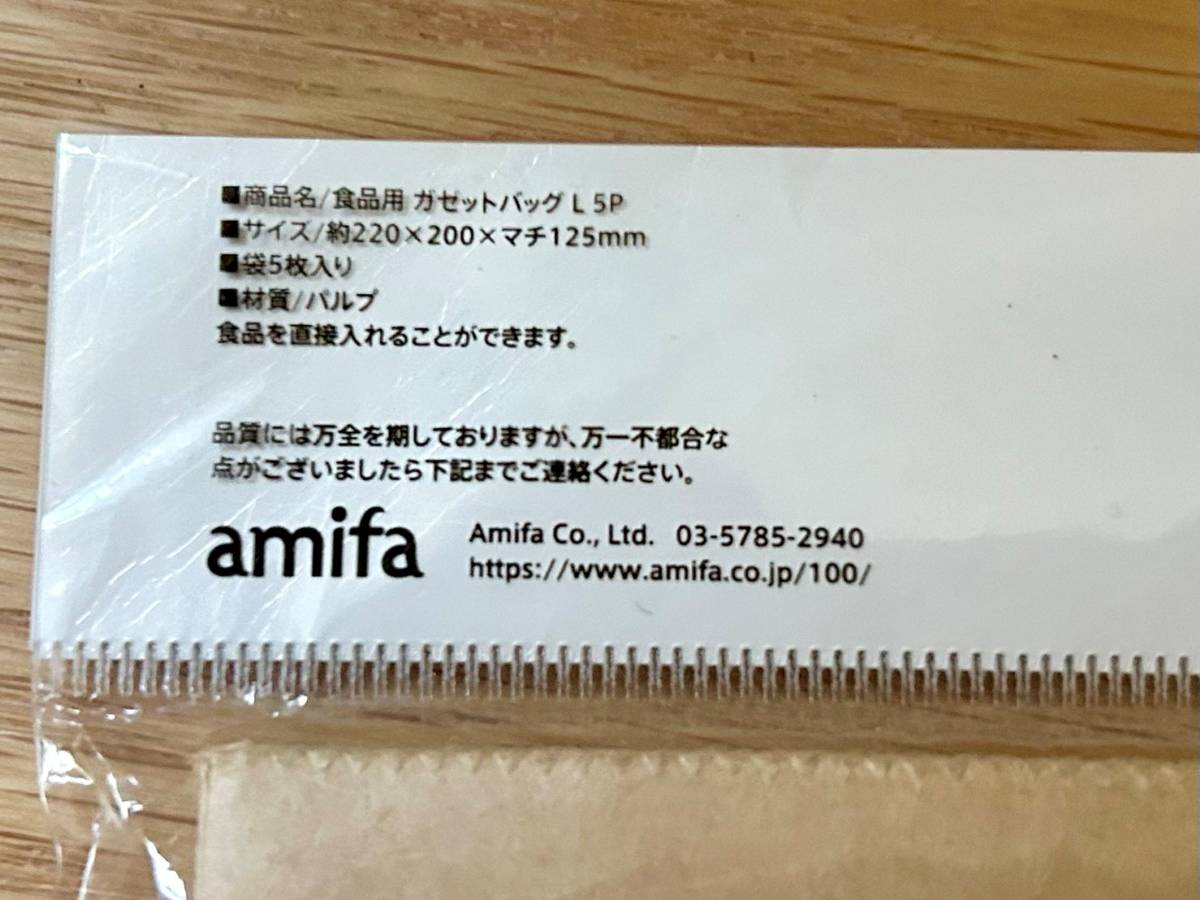 ■商品名/食品用 ガゼットバッグ L 5P
■サイズ/約220×200×マチ125mm
■袋5枚入り
■材質/パルプ
食品を直接入れることができます。
品質には万全を期しておりますが、万一不都合な
点がございましたら下記までご連絡ください。
amifa
Amifa Co., Ltd. 03-5785-2940
https://www.amifa.co.jp/100/